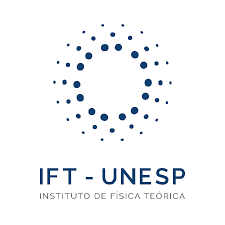 IFT - UNESP
INSTITUTO DE FÍSICA TEÓRICA